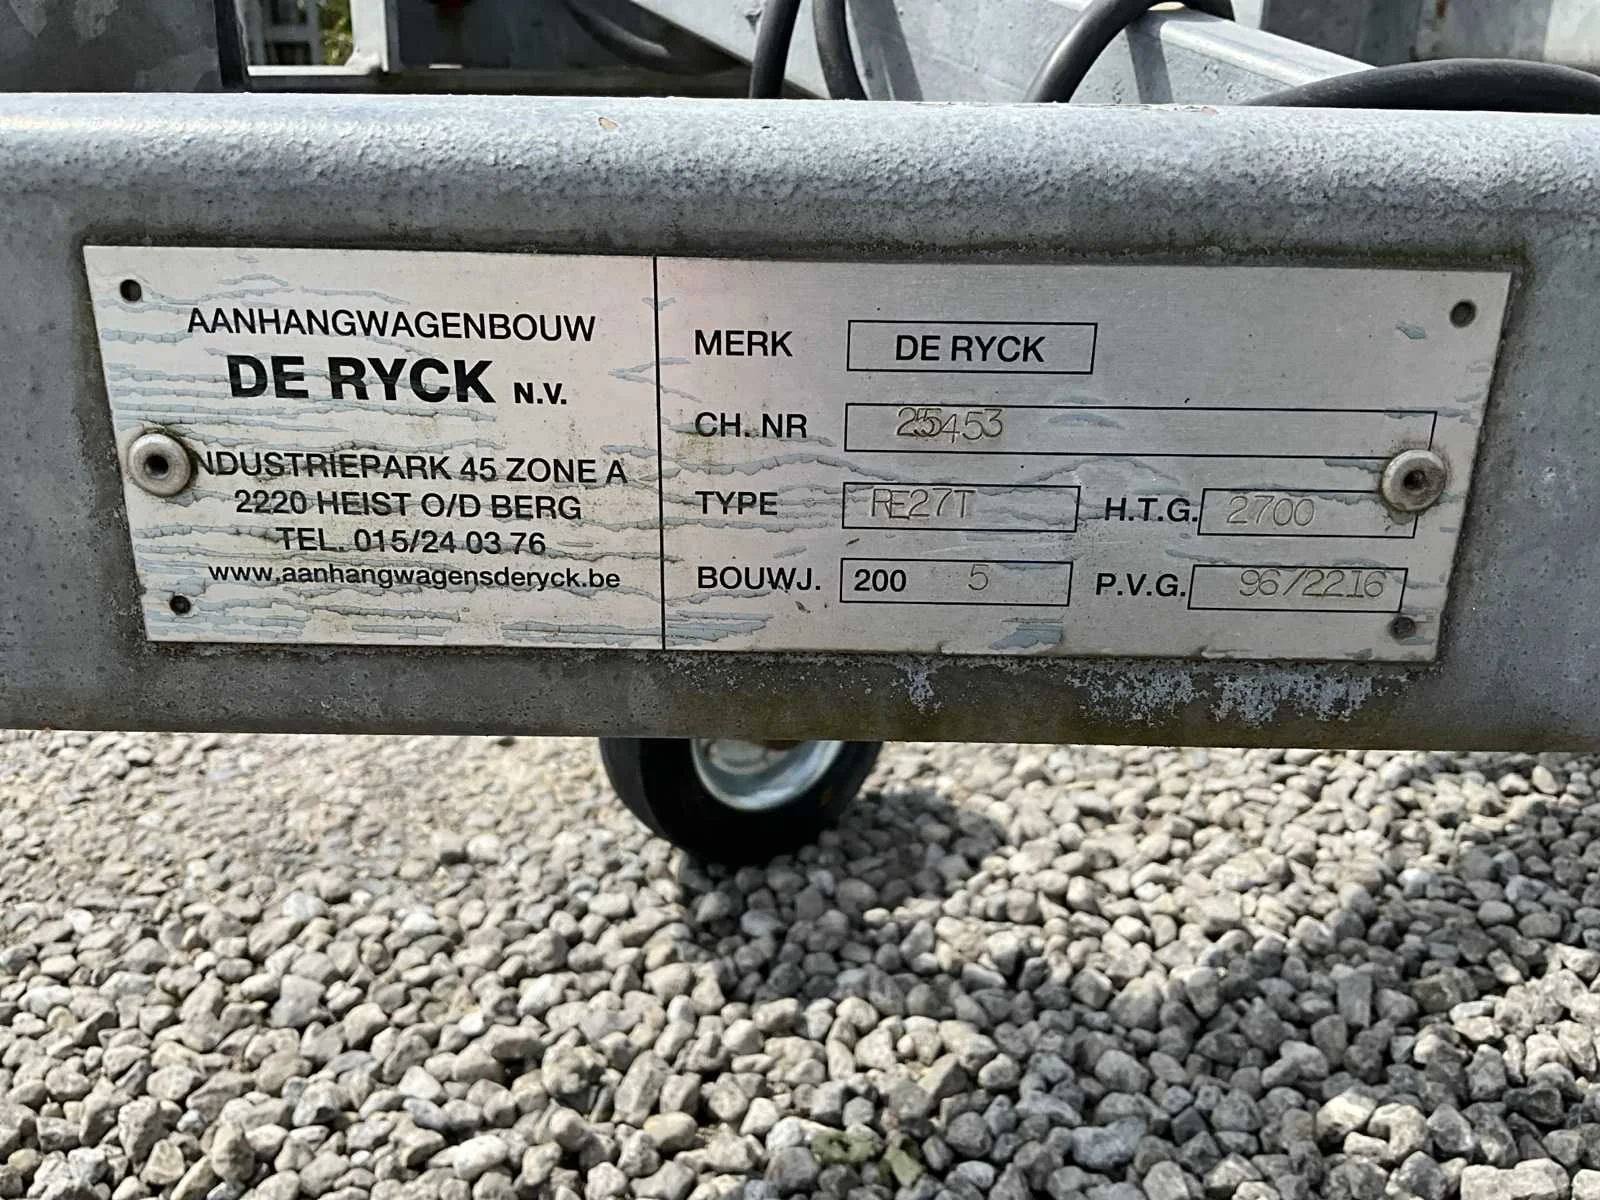 AANHANGWAGENBOUW
DE RYCK N.V.
INDUSTRIEPARK 45 ZONE A
2220 HEIST O/D BERG
TEL. 015/24 03 76
www.aanhangwagensderyck.be
MERK DE RYCK
CH. NR 25453
TYPE RE27T H.T.G. 2700
BOUWJ. 200 5 P.V.G. 96/2216